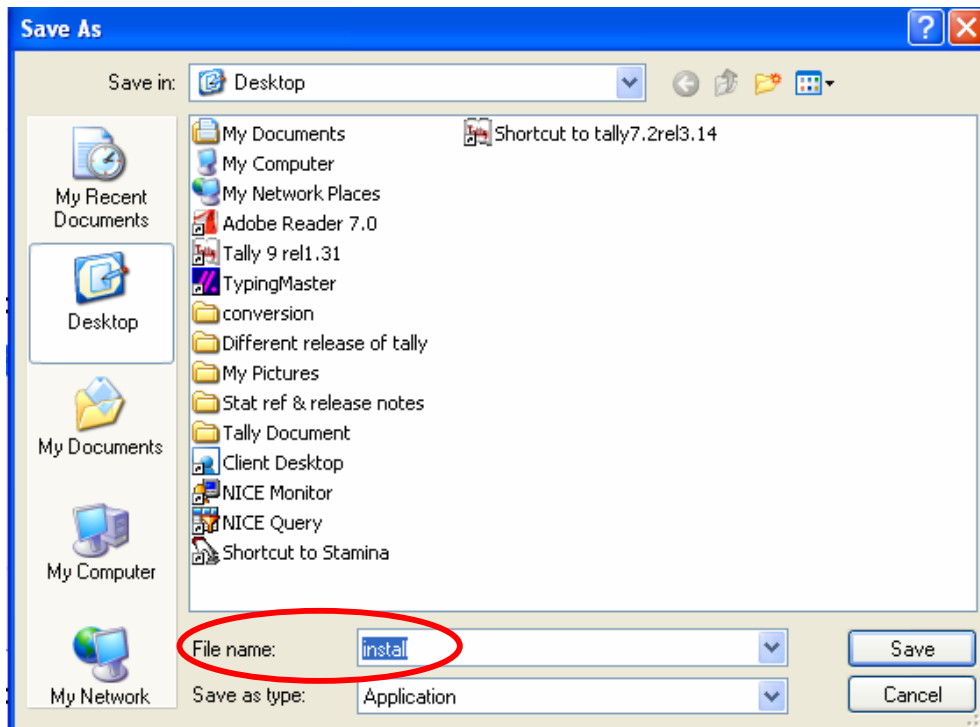 Save As
Save in: Desktop
My Recent Documents
Desktop
My Documents
My Computer
My Network
My Documents
My Computer
My Network Places
Adobe Reader 7.0
Tally 9 rel1.31
TypingMaster
conversion
Different release of tally
My Pictures
Stat ref & release notes
Tally Document
Client Desktop
NICE Monitor
NICE Query
Shortcut to Stamina
Shortcut to tally7.2rel3.14
File name: install
Save
Save as type: Application
Cancel